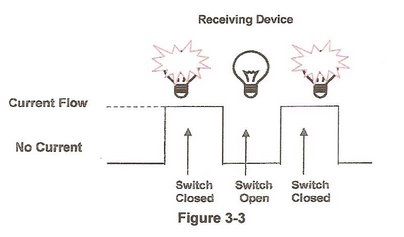 Receiving Device
Current Flow
No Current
Switch Closed
Switch Open
Switch Closed
Figure 3-3